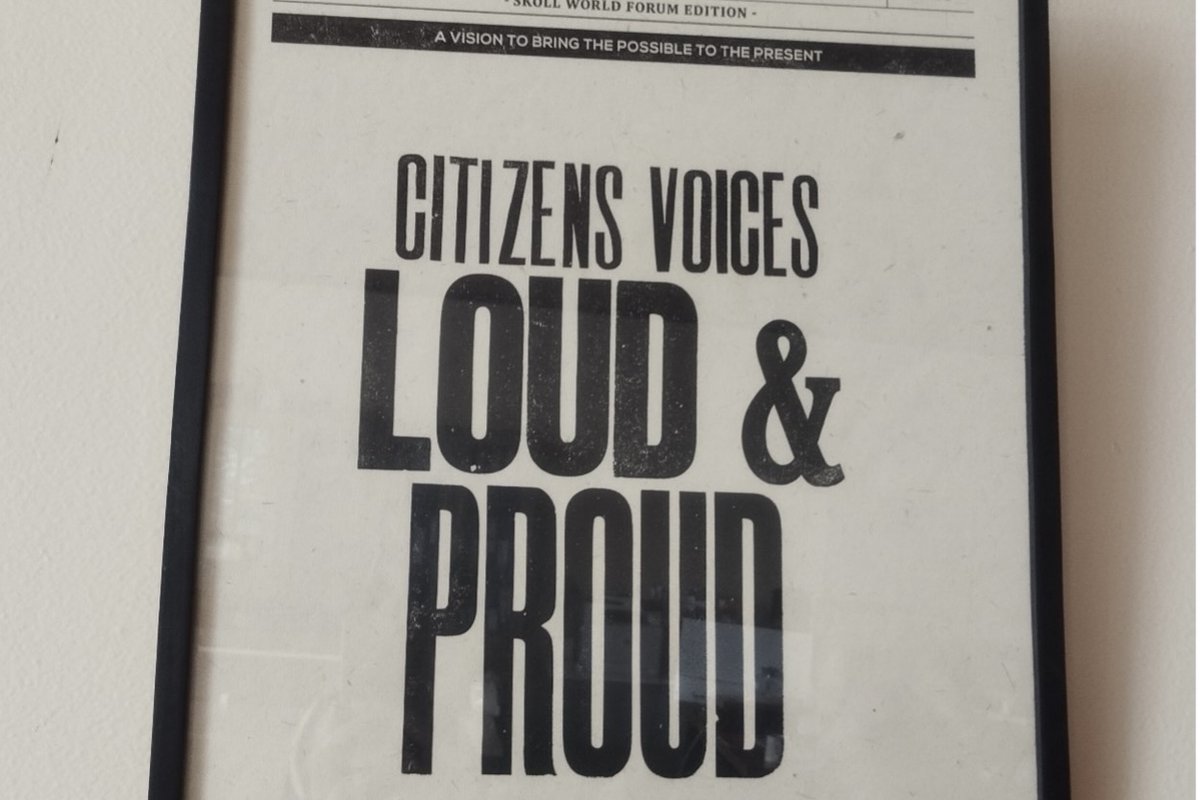 - SKOLL WORLD FORUM EDITION -
A VISION TO BRING THE POSSIBLE TO THE PRESENT
CITIZENS VOICES
LOUD &
PROUD